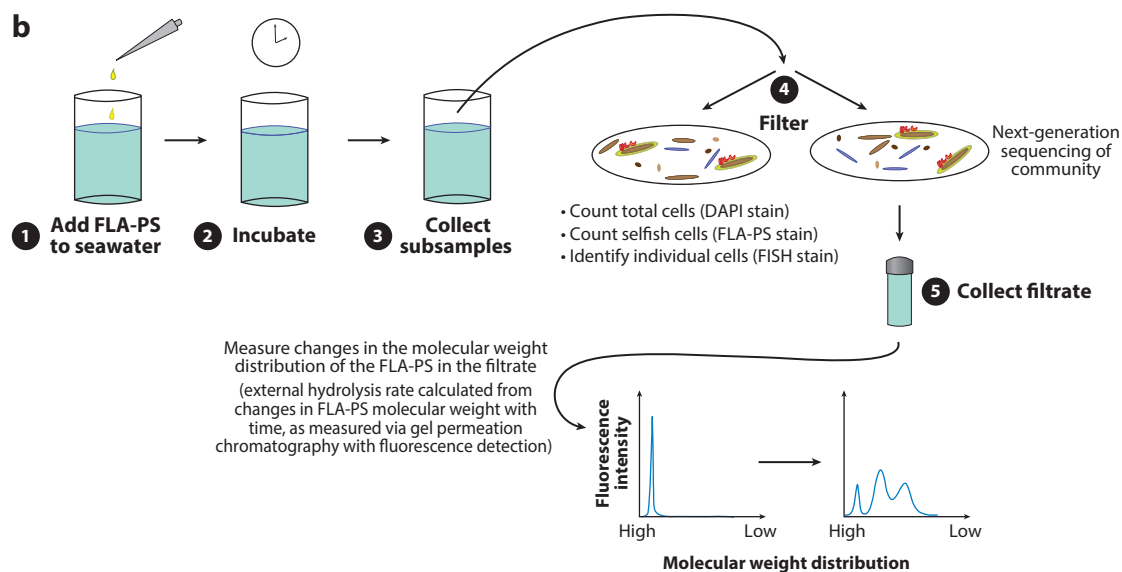 b
1 Add FLA-PS
to seawater
2 Incubate
3 Collect
subsamples
4
Filter
Next-generation
sequencing of
community
• Count total cells (DAPI stain)
• Count selfish cells (FLA-PS stain)
• Identify individual cells (FISH stain)
5 Collect filtrate
Measure changes in the molecular weight
distribution of the FLA-PS in the filtrate
(external hydrolysis rate calculated from
changes in FLA-PS molecular weight with
time, as measured via gel permeation
chromatography with fluorescence detection)
Fluorescence
intensity
High Low
High Low
Molecular weight distribution